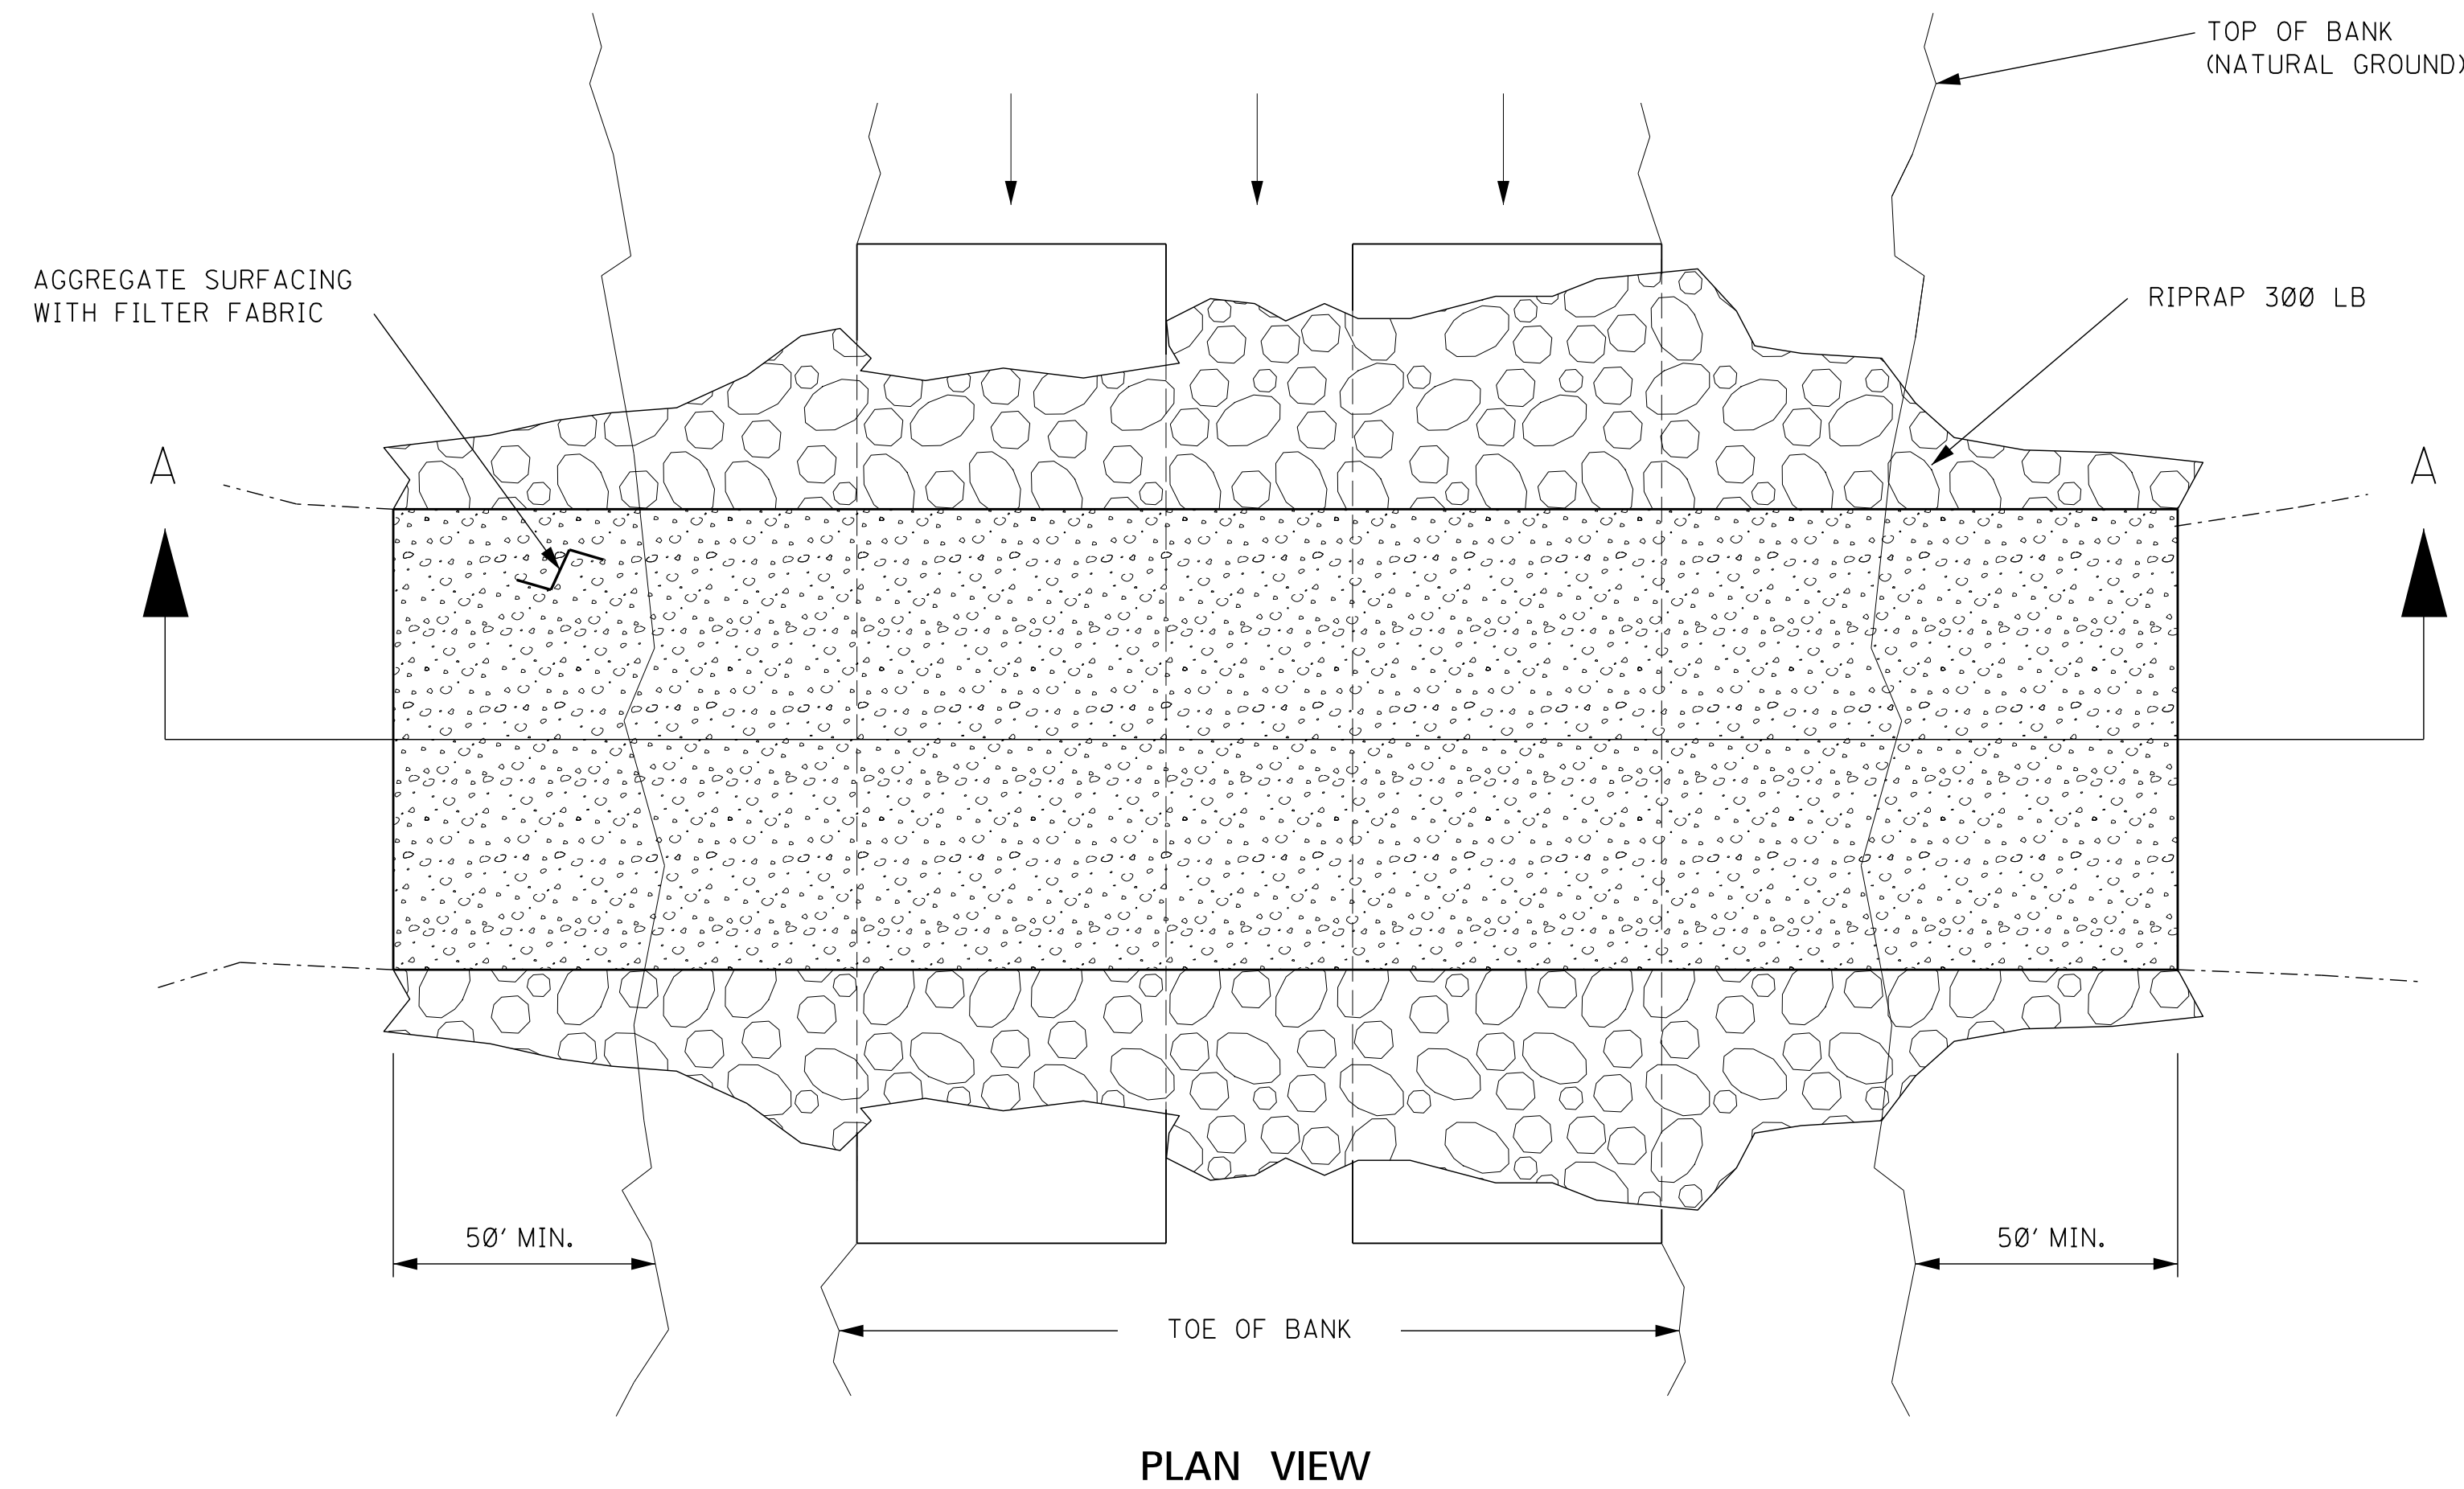 TOP OF BANK
(NATURAL GROUND)
AGGREGATE SURFACING
WITH FILTER FABRIC
RIPRAP 300 LB
A
A
50' MIN.
50' MIN.
TOE OF BANK
PLAN VIEW